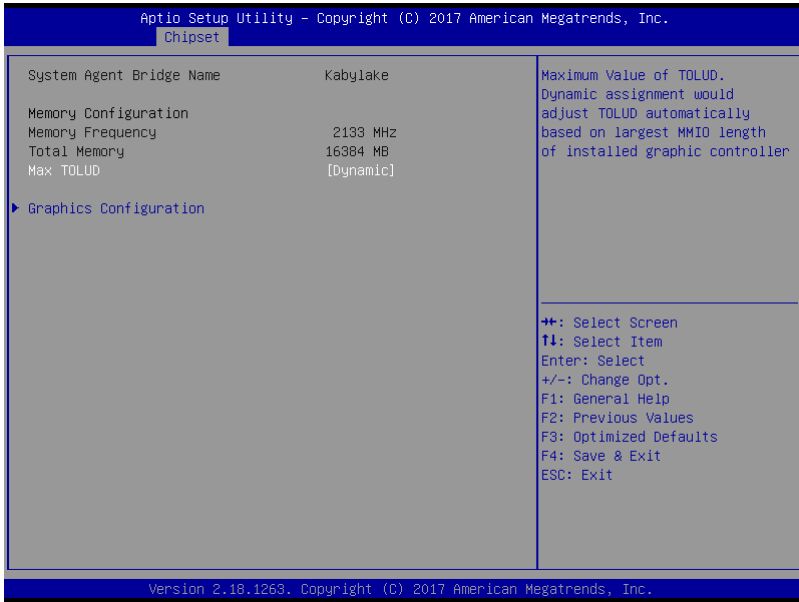 Aptio Setup Utility – Copyright (C) 2017 American Megatrends, Inc.
Chipset
System Agent Bridge Name Kabylake
Memory Configuration
Memory Frequency 2133 MHz
Total Memory 16384 MB
Max TOLUD [Dynamic]
Graphics Configuration
Maximum Value of TOLUD.
Dynamic assignment would
adjust TOLUD automatically
based on largest MMIO length
of installed graphic controller
→←: Select Screen
↑↓: Select Item
Enter: Select
+/-: Change Opt.
F1: General Help
F2: Previous Values
F3: Optimized Defaults
F4: Save & Exit
ESC: Exit
Version 2.18.1263. Copyright (C) 2017 American Megatrends, Inc.